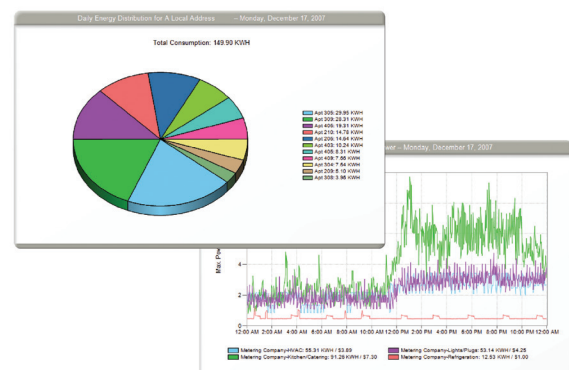 Daily Energy Distribution for A Local Address – Monday, December 17, 2007
Total Consumption: 149.90 KWH
Apt 305: 29.95 KWH
Apt 309: 28.31 KWH
Apt 406: 19.31 KWH
Apt 210: 14.78 KWH
Apt 205: 14.64 KWH
Apt 403: 10.24 KWH
Apt 405: 8.31 KWH
Apt 408: 7.66 KWH
Apt 304: 7.64 KWH
Apt 209: 5.10 KWH
Apt 308: 3.96 KWH
wer – Monday, December 17, 2007
Max. Pow
4
2
0
12:00 AM 2:00 AM 4:00 AM 6:00 AM 8:00 AM 10:00 AM 12:00 PM 2:00 PM 4:00 PM 6:00 PM 8:00 PM 10:00 PM 12:00 AM
Metering Company-HVAC: 55.31 KWH / $3.89
Metering Company-Lights/Plugs: 53.14 KWH / $4.25
Metering Company-Kitchen/Catering: 91.25 KWH / $7.30
Metering Company-Refrigeration: 12.53 KWH / $1.00